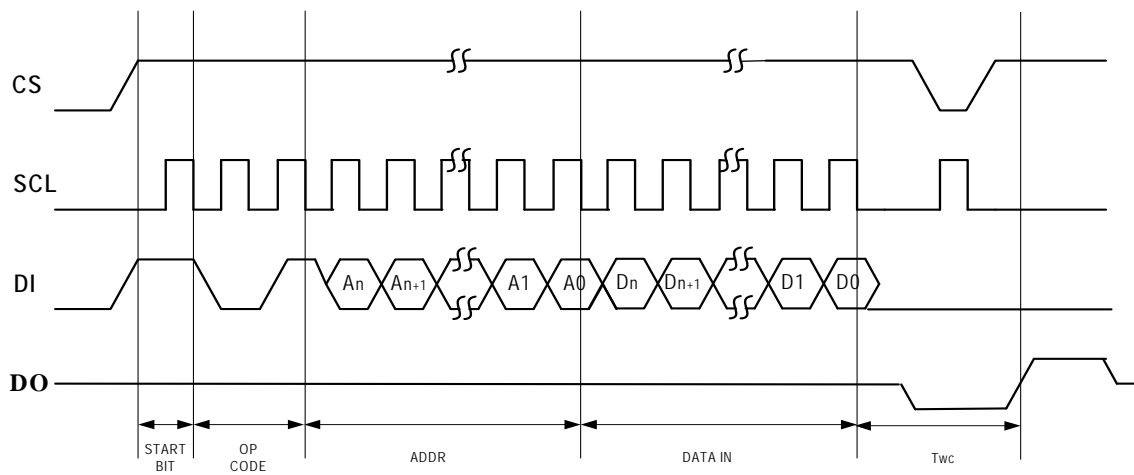 CS
SCL
DI
An
An+1
A1
A0
Dn
Dn+1
D1
D0
DO
START
BIT
OP
CODE
ADDR
DATA IN
Twc